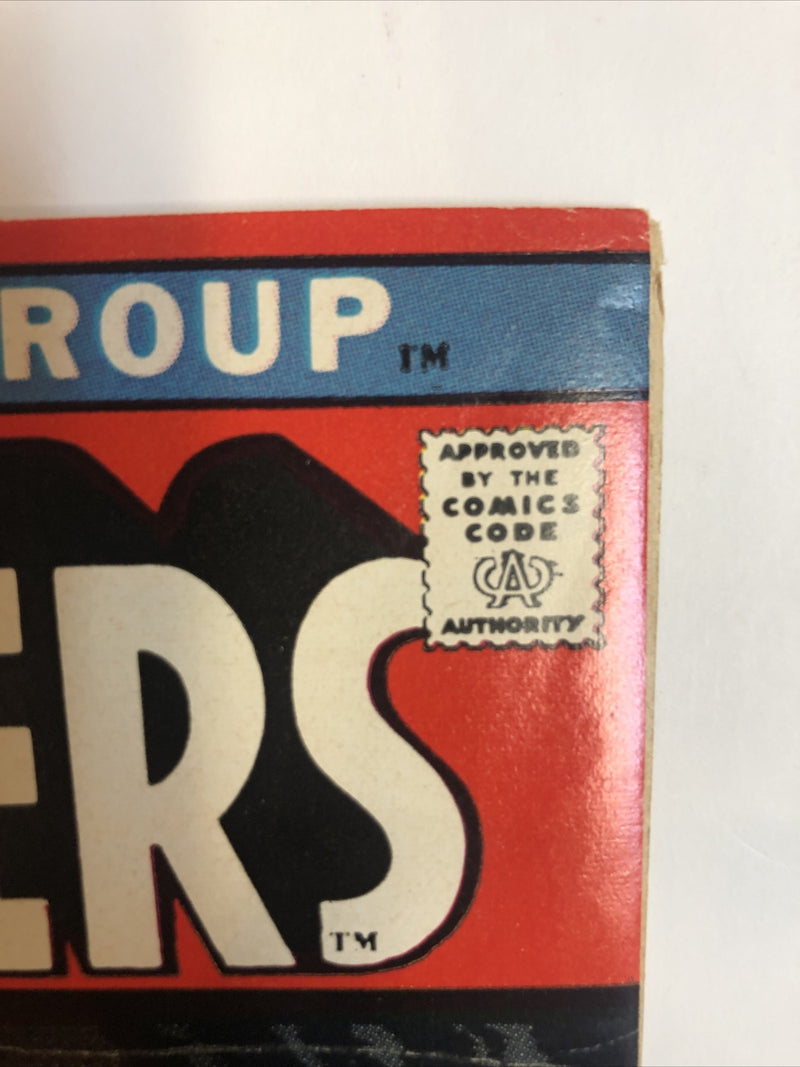 ROUP TM
APPROVED
BY THE
COMICS
CODE
CA
AUTHORITY
ERS
TM